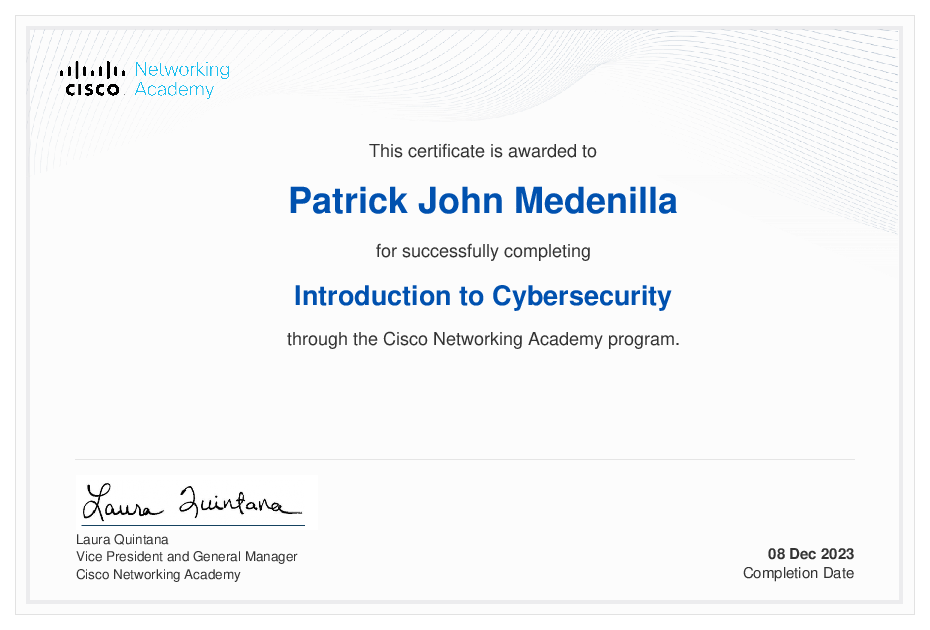 Networking
CISCO Academy
This certificate is awarded to
Patrick John Medenilla
for successfully completing
Introduction to Cybersecurity
through the Cisco Networking Academy program.
Laura Quintana
Laura Quintana
Vice President and General Manager
Cisco Networking Academy
08 Dec 2023
Completion Date